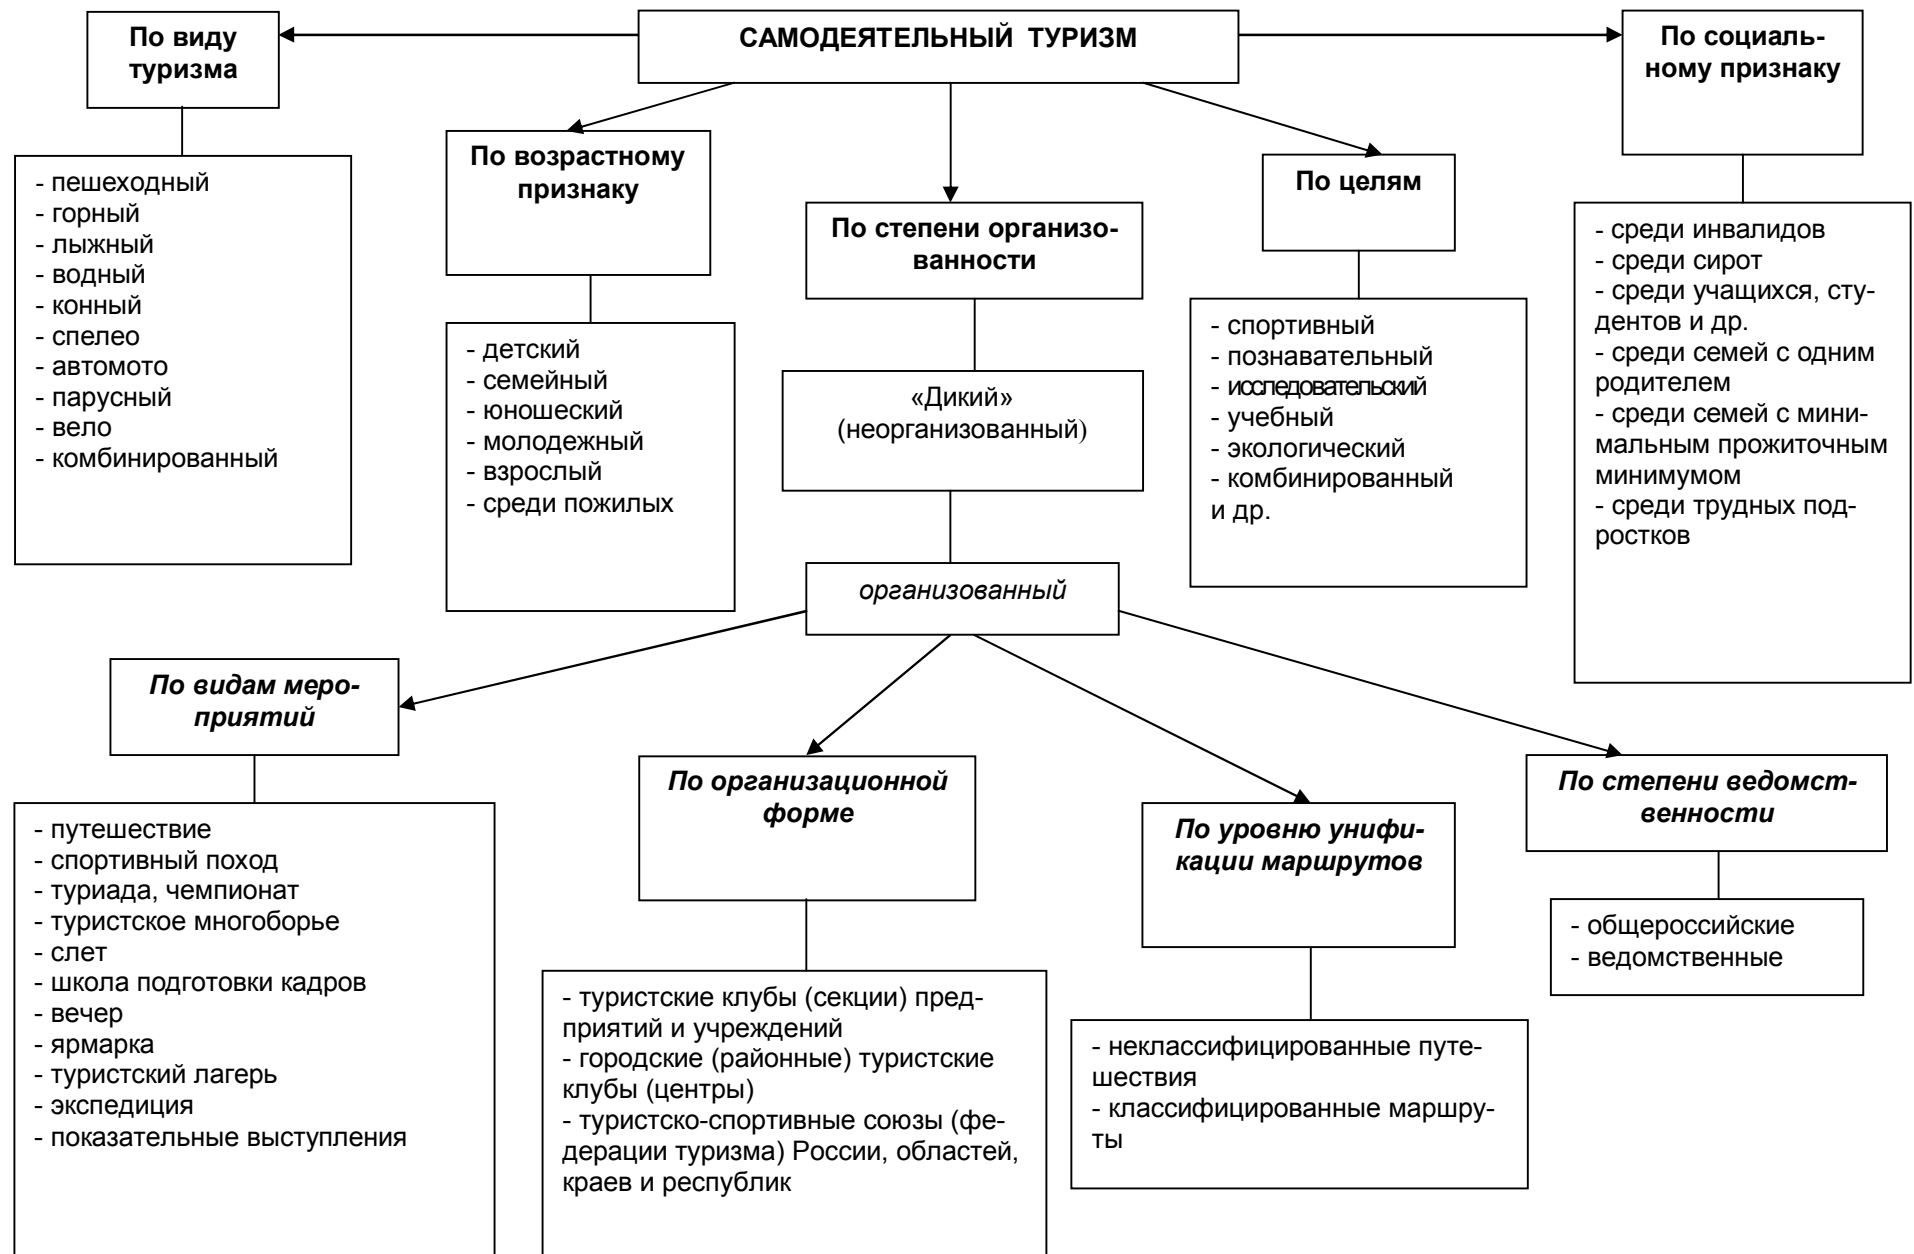 По виду
туризма
САМОДЕЯТЕЛЬНЫЙ ТУРИЗМ
По социаль-
ному признаку
По возрастному
признаку
По степени организо-
ванности
По целям
- пешеходный
- горный
- лыжный
- водный
- конный
- спелео
- автомото
- парусный
- вело
- комбинированный
- детский
- семейный
- юношеский
- молодежный
- взрослый
- среди пожилых
«Дикий»
(неорганизованный)
- спортивный
- познавательный
- исследовательский
- учебный
- экологический
- комбинированный
и др.
- среди инвалидов
- среди сирот
- среди учащихся, сту-
дентов и др.
- среди семей с одним
родителем
- среди семей с мини-
мальным прожиточным
минимумом
- среди трудных под-
ростков
организованный
По видам меро-
приятий
По организационной
форме
По уровню унифи-
кации маршрутов
По степени ведомст-
венности
- путешествие
- спортивный поход
- туриада, чемпионат
- туристское многоборье
- слет
- школа подготовки кадров
- вечер
- ярмарка
- туристский лагерь
- экспедиция
- показательные выступления
- туристские клубы (секции) пред-
приятий и учреждений
- городские (районные) туристские
клубы (центры)
- туристско-спортивные союзы (фе-
дерации туризма) России, областей,
краев и республик
- неклассифицированные путе-
шествия
- классифицированные маршру-
ты
- общероссийские
- ведомственные